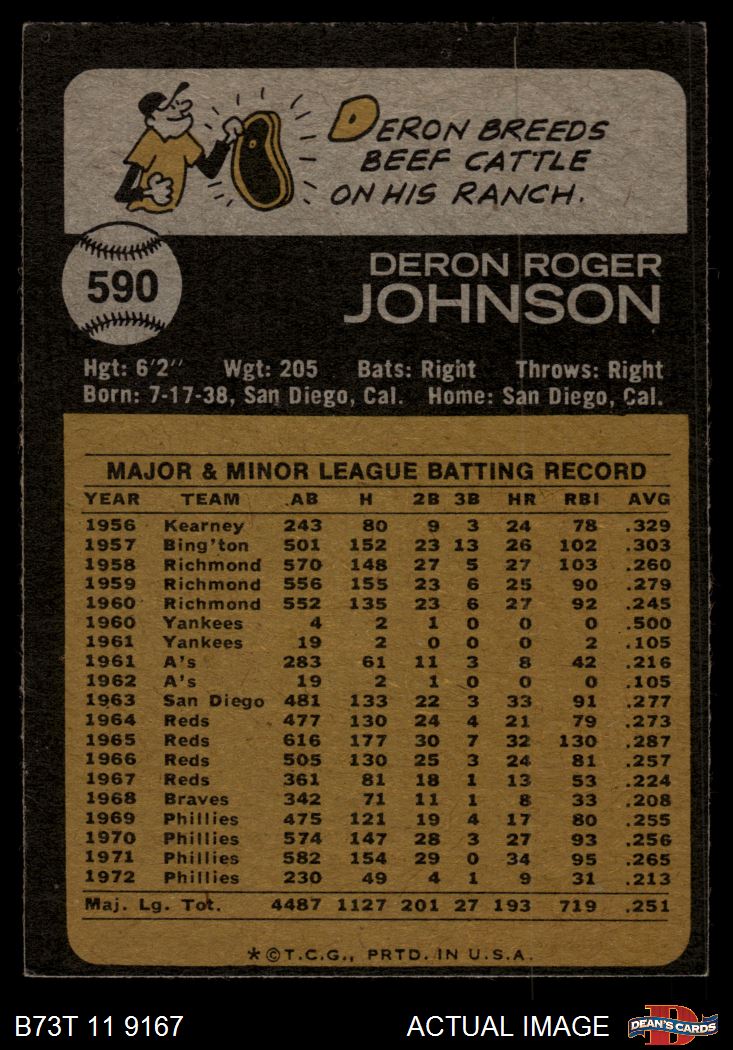 DERON BREEDS
BEEF CATTLE
ON HIS RANCH.
590
DERON ROGER
JOHNSON
Hgt: 6'2" Wgt: 205 Bats: Right Throws: Right
Born: 7-17-38, San Diego, Cal. Home: San Diego, Cal.
MAJOR & MINOR LEAGUE BATTING RECORD
YEAR TEAM AB H 2B 3B HR RBI AVG
1956 Kearney 243 80 9 3 24 78 .329
1957 Bing'ton 501 152 23 13 26 102 .303
1958 Richmond 570 148 27 5 27 103 .260
1959 Richmond 556 155 23 6 25 90 .279
1960 Richmond 552 135 23 6 27 92 .245
1960 Yankees 4 2 1 0 0 0 .500
1961 Yankees 19 2 0 0 0 2 .105
1961 A's 283 61 11 3 8 42 .216
1962 A's 19 2 1 0 0 0 .105
1963 San Diego 481 133 22 3 33 91 .277
1964 Reds 477 130 24 4 21 79 .273
1965 Reds 616 177 30 7 32 130 .287
1966 Reds 505 130 25 3 24 81 .257
1967 Reds 361 81 18 1 13 53 .224
1968 Braves 342 71 11 1 8 33 .208
1969 Phillies 475 121 19 4 17 80 .255
1970 Phillies 574 147 28 3 27 93 .256
1971 Phillies 582 154 29 0 34 95 .265
1972 Phillies 230 49 4 1 9 31 .213
Maj. Lg. Tot. 4487 1127 201 27 193 719 .251
*©T.C.G., PRTD. IN U.S.A.
B73T 11 9167 ACTUAL IMAGE D DEAN'S CARDS